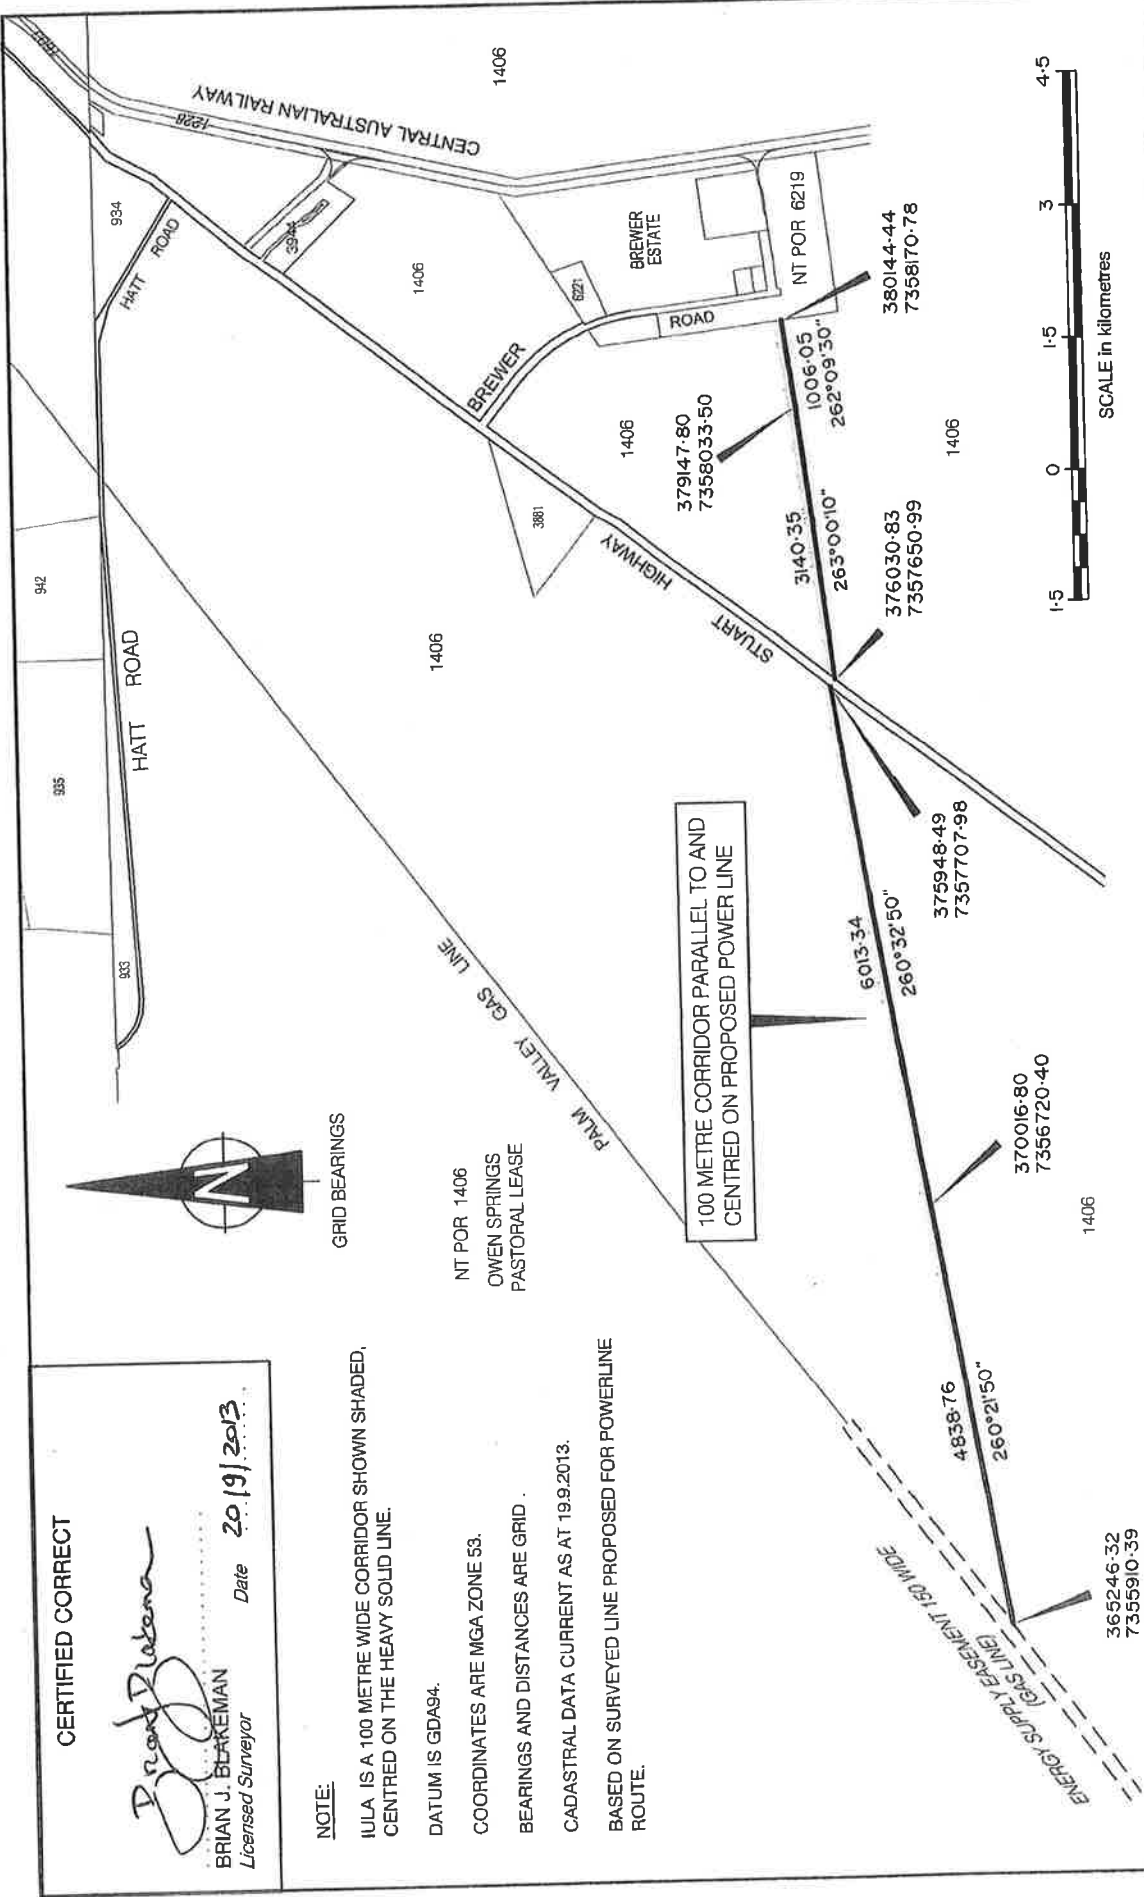 CERTIFIED CORRECT
BRIAN J. BLAKEMAN
Licensed Surveyor
Date 20/9/2013
NOTE:
IULA IS A 100 METRE WIDE CORRIDOR SHOWN SHADED,
CENTRED ON THE HEAVY SOLID LINE.
DATUM IS GDA94.
COORDINATES ARE MGA ZONE 53.
BEARINGS AND DISTANCES ARE GRID .
CADASTRAL DATA CURRENT AS AT 19.9.2013.
BASED ON SURVEYED LINE PROPOSED FOR POWERLINE
ROUTE.
N
GRID BEARINGS
NT POR 1406
OWEN SPRINGS
PASTORAL LEASE
933
935
942
934
HATT ROAD
HATT ROAD
1228
CENTRAL AUSTRALIAN RAILWAY
1406
3944
1406
6221
BREWER
ESTATE
BREWER
ROAD
NT POR 6219
3881
1406
1406
STUART
HIGHWAY
PALM VALLEY GAS LINE
100 METRE CORRIDOR PARALLEL TO AND
CENTRED ON PROPOSED POWER LINE
ENERGY SUPPLY EASEMENT 150 WIDE
(GAS LINE)
365246·32
7355910·39
4838·76
260°21'50"
370016·80
7356720·40
6013·34
260°32'50"
375948·49
7357707·98
376030·83
7357650·99
3140·35
263°00'10"
379147·80
7358033·50
1006·05
262°09'30"
380144·44
7358170·78
1406
1406
1·5
0
1·5
3
4·5
SCALE in kilometres